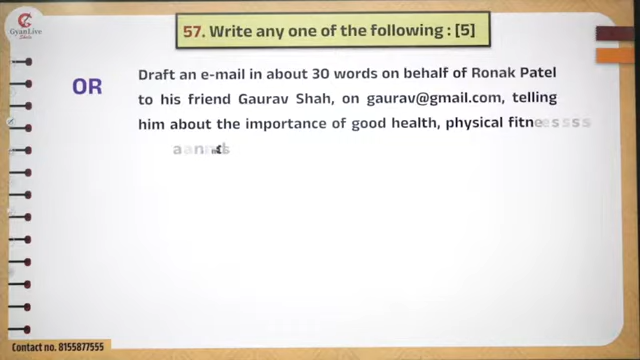 GyanLive
57. Write any one of the following : [5]
OR
Draft an e-mail in about 30 words on behalf of Ronak Patel
to his friend Gaurav Shah, on gaurav@gmail.com, telling
him about the importance of good health, physical
Contact no. 8155877555